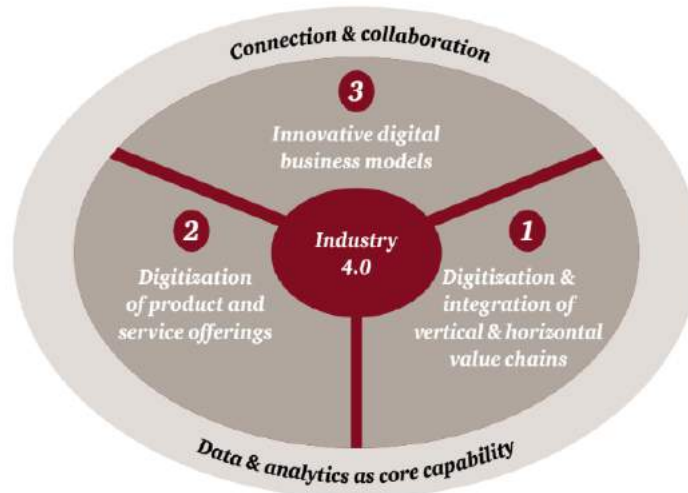 Connection & collaboration
3
Innovative digital
business models
Industry
4.0
2
Digitization
of product and
service offerings
1
Digitization &
integration of
vertical & horizontal
value chains
Data & analytics as core capability